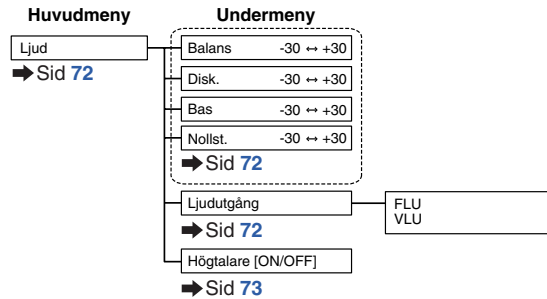 Huvudmeny Undermeny
Ljud
➡ Sid 72
Balans -30 ↔ +30
Disk. -30 ↔ +30
Bas -30 ↔ +30
Nollst. -30 ↔ +30
➡ Sid 72
Ljudutgång
➡ Sid 72
FLU
VLU
Högtalare [ON/OFF]
➡ Sid 73